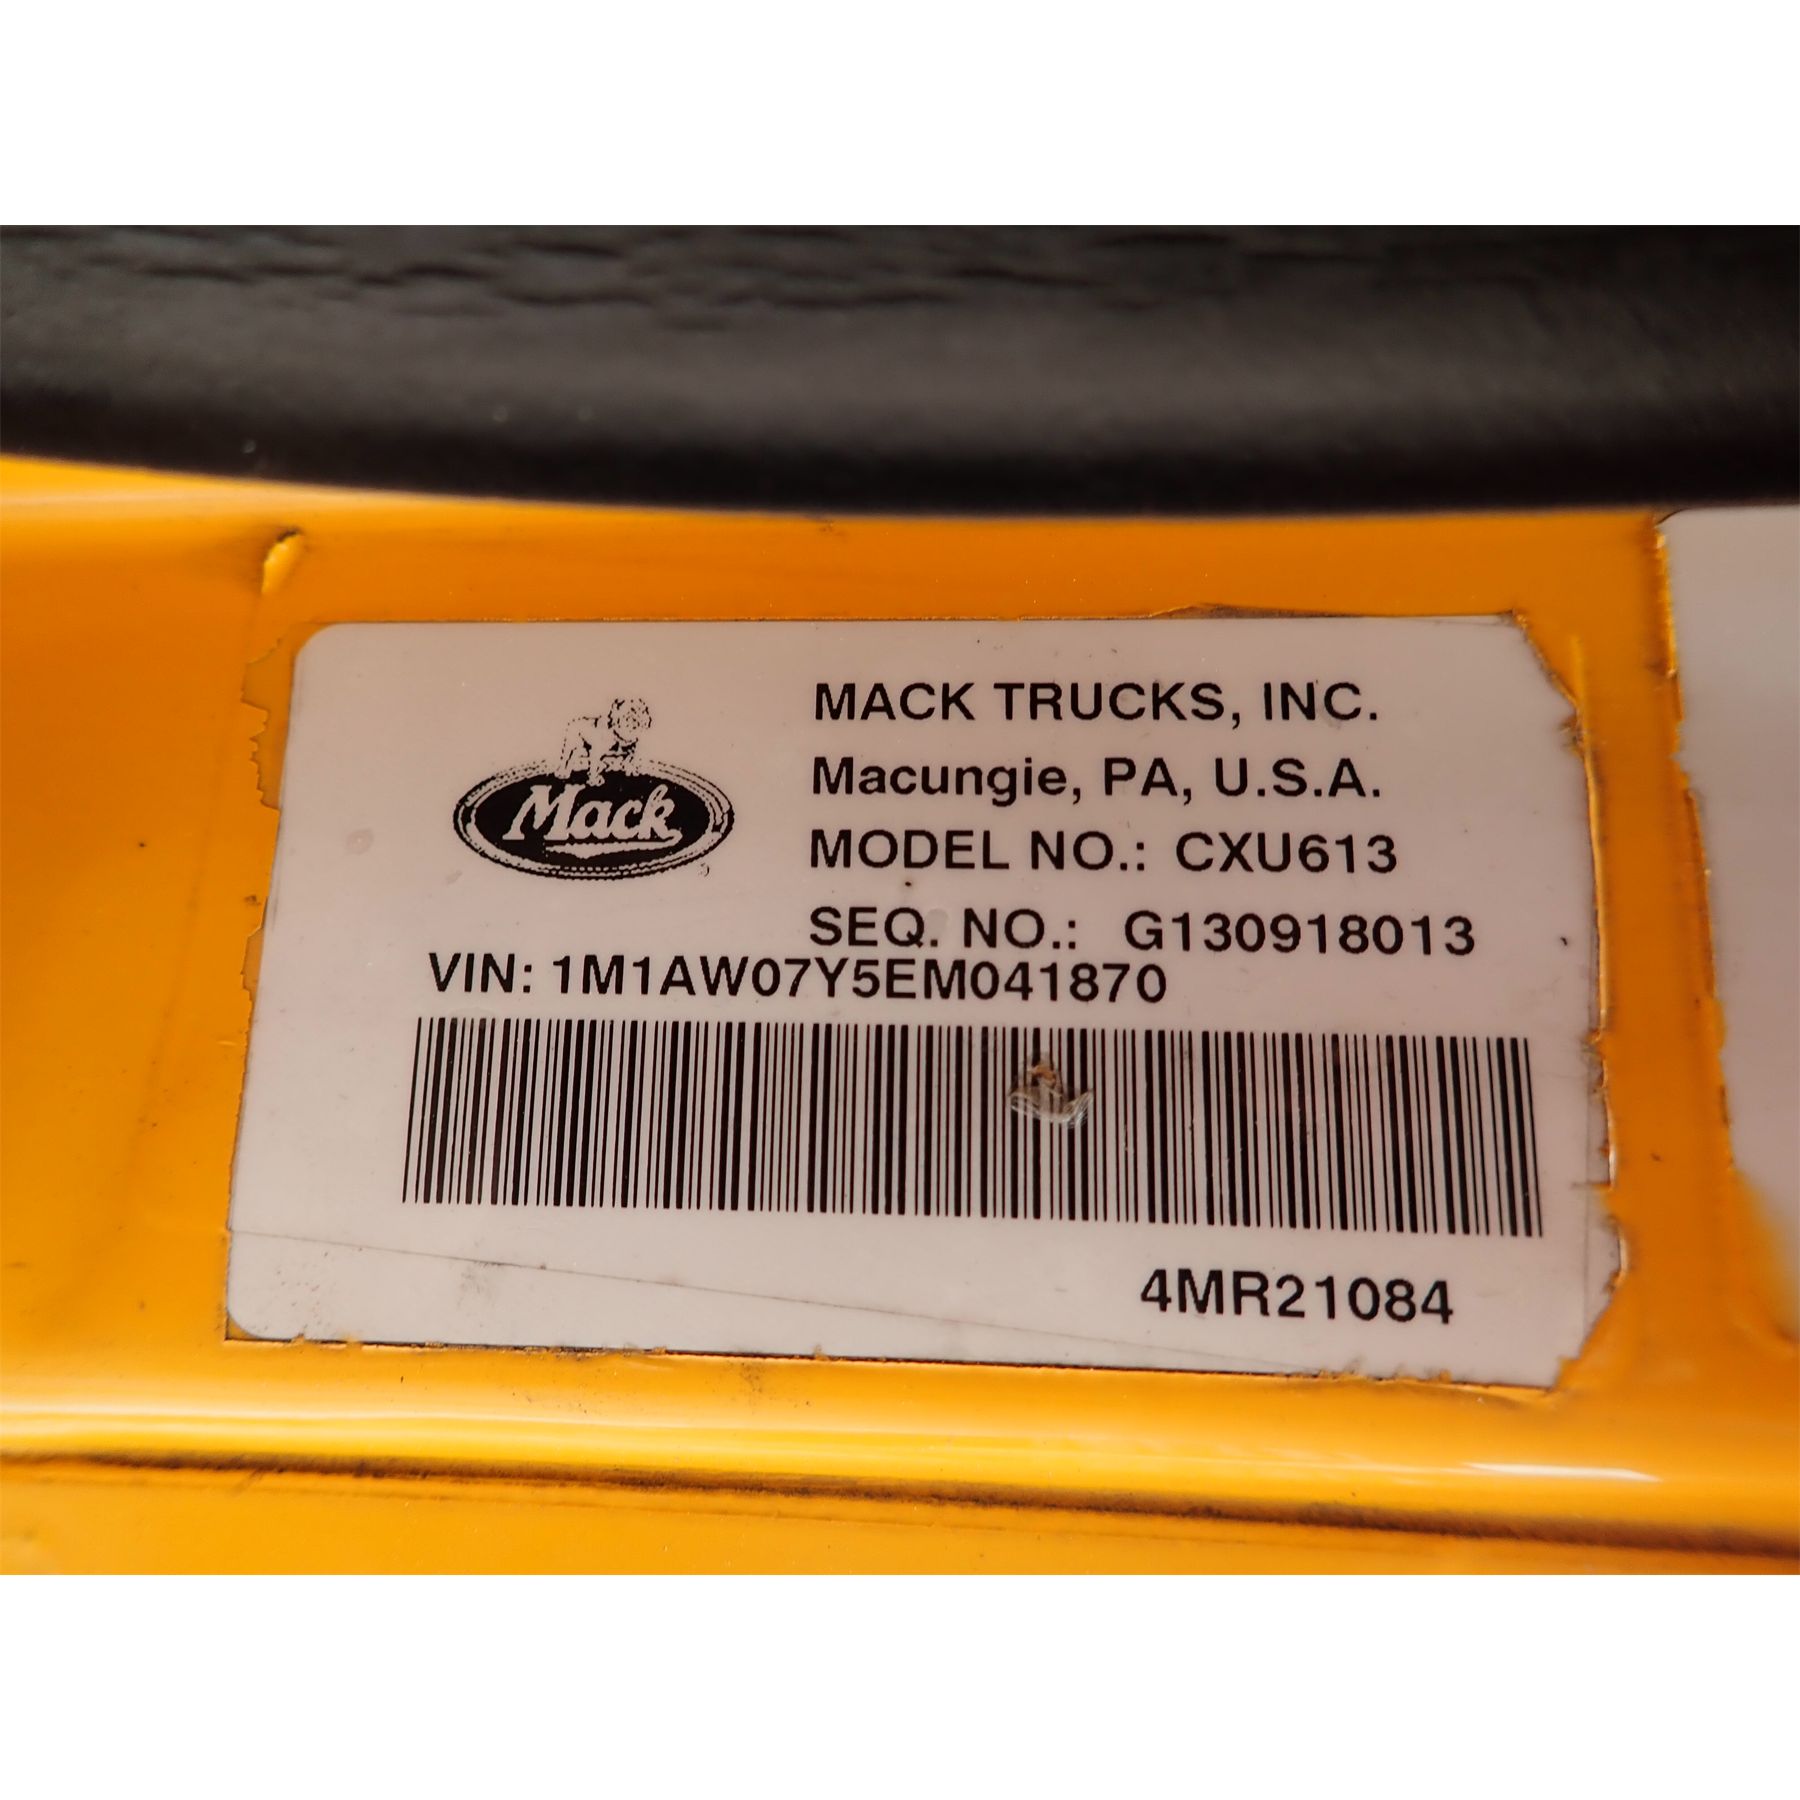 Mack
MACK TRUCKS, INC.
Macungie, PA, U.S.A.
MODEL NO.: CXU613
SEQ. NO.: G130918013
VIN: 1M1AW07Y5EM041870
4MR21084